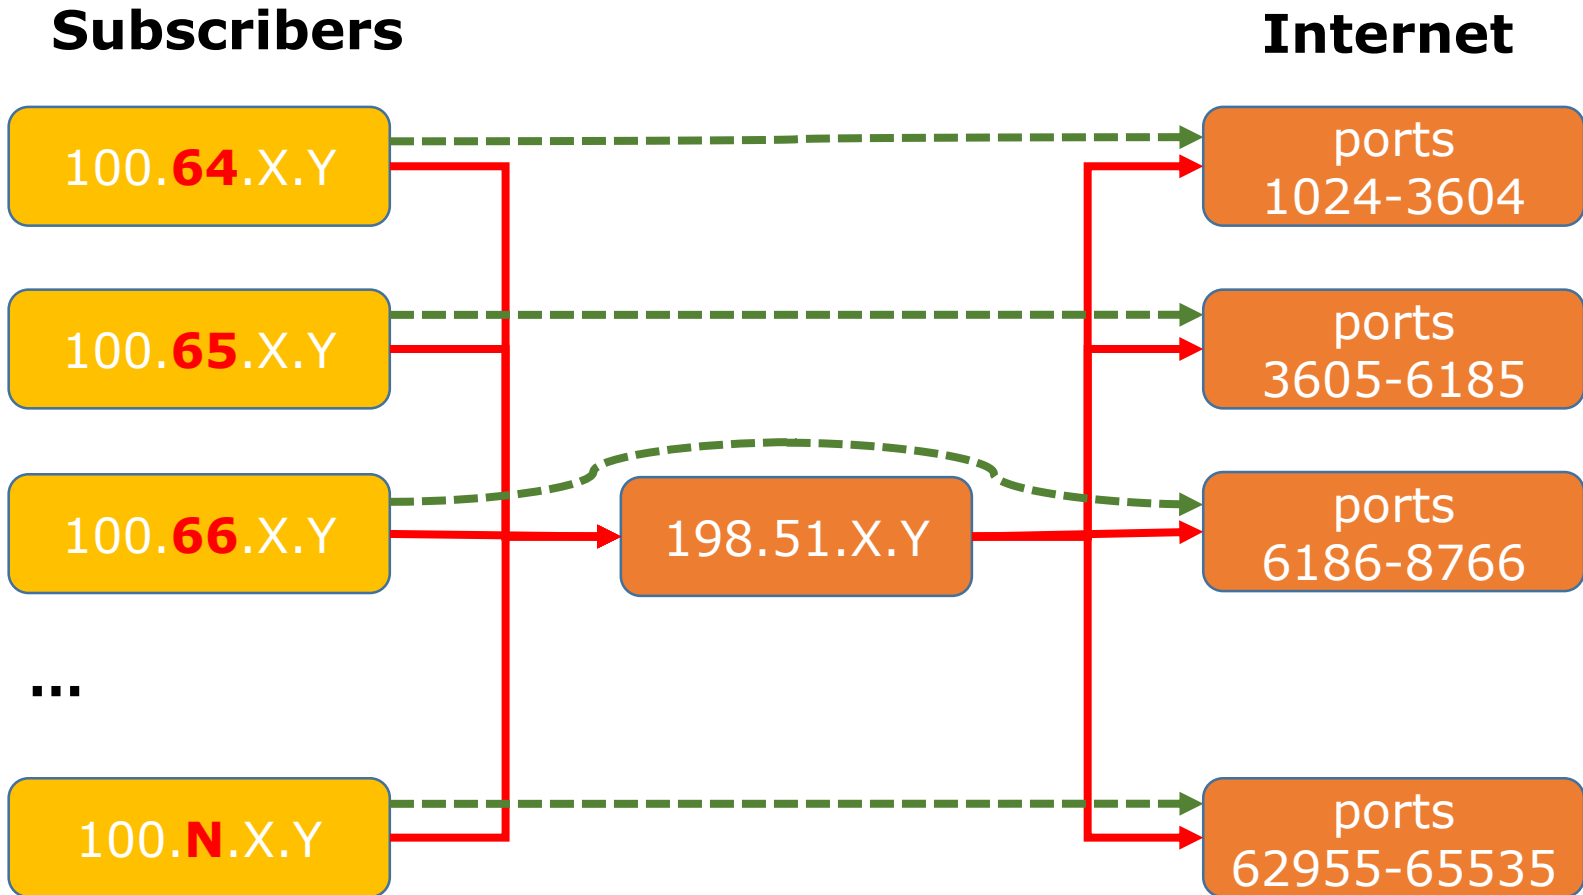 Subscribers
Internet
100.64.X.Y
ports
1024-3604
100.65.X.Y
ports
3605-6185
100.66.X.Y
198.51.X.Y
ports
6186-8766
...
100.N.X.Y
ports
62955-65535